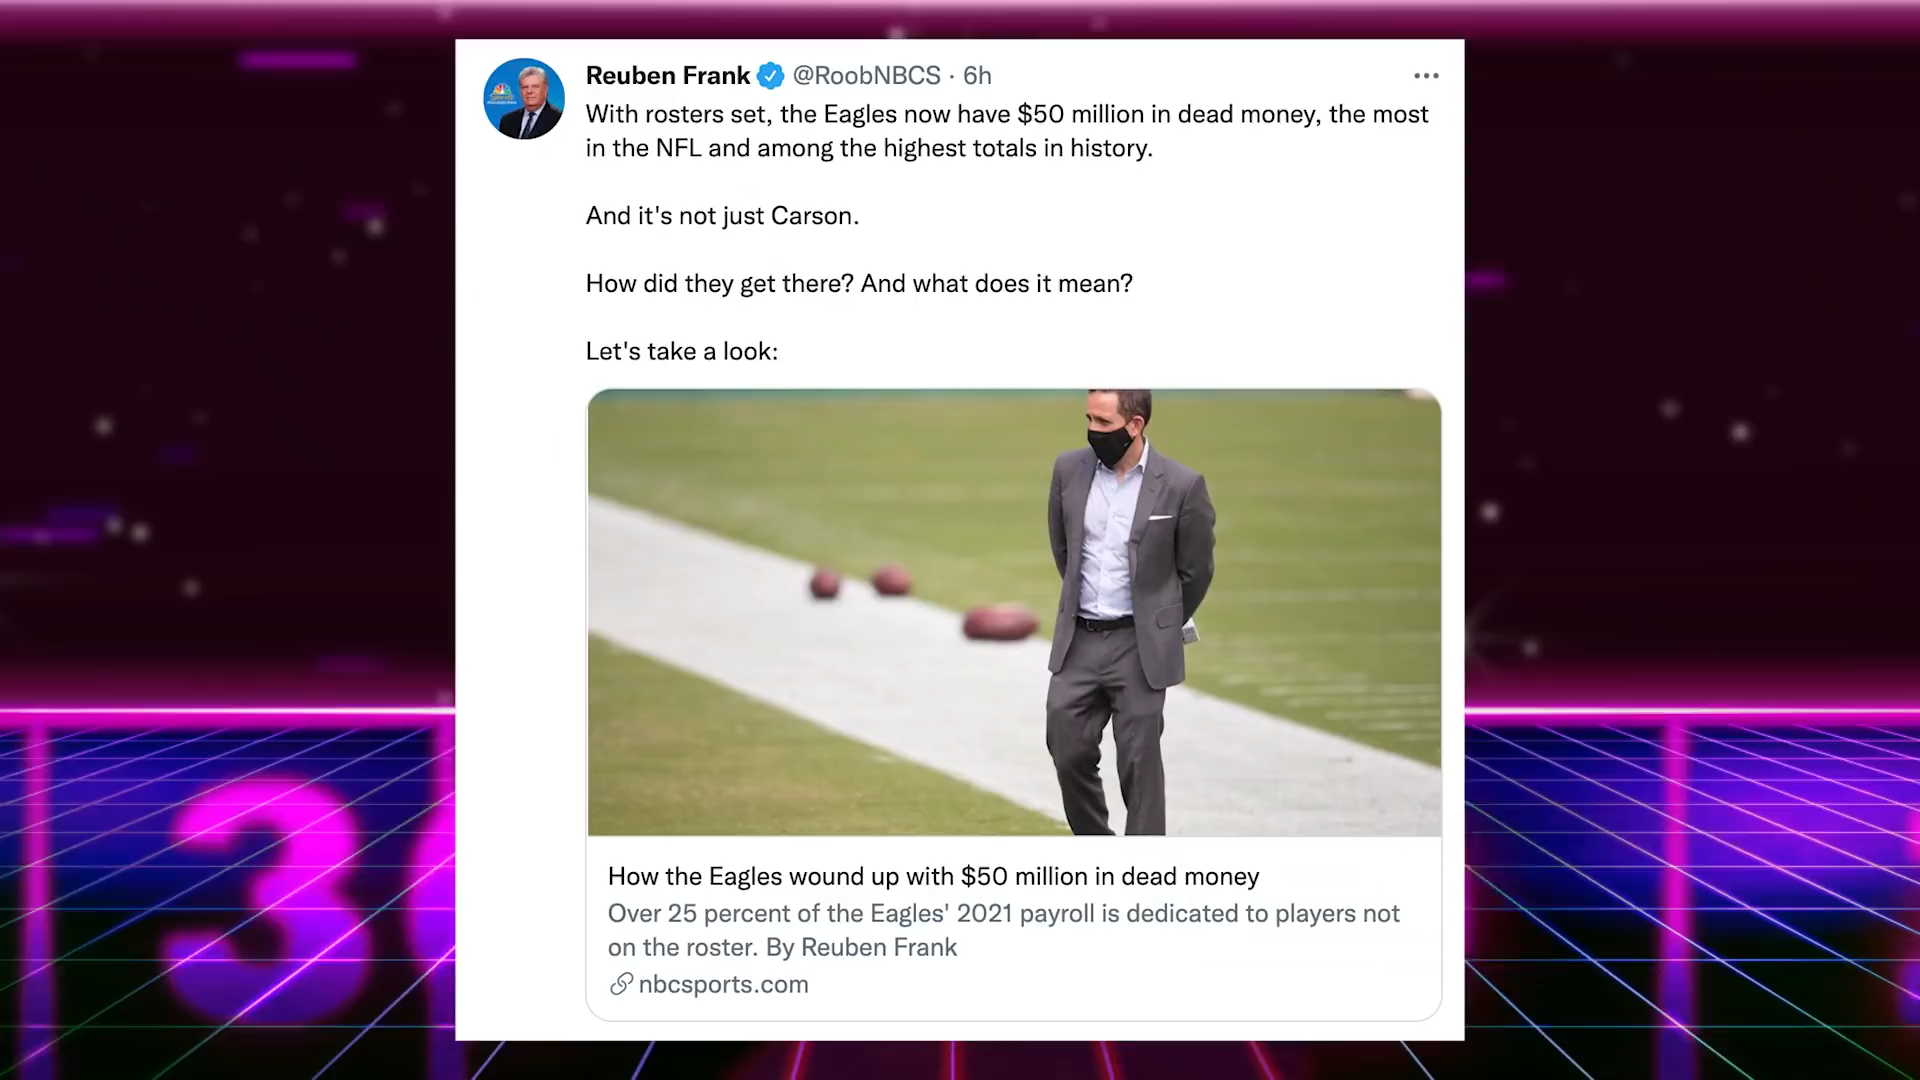 Reuben Frank @RoobNBCS · 6h
With rosters set, the Eagles now have $50 million in dead money, the most
in the NFL and among the highest totals in history.
And it's not just Carson.
How did they get there? And what does it mean?
Let's take a look:
How the Eagles wound up with $50 million in dead money
Over 25 percent of the Eagles' 2021 payroll is dedicated to players not
on the roster. By Reuben Frank
nbcsports.com
3